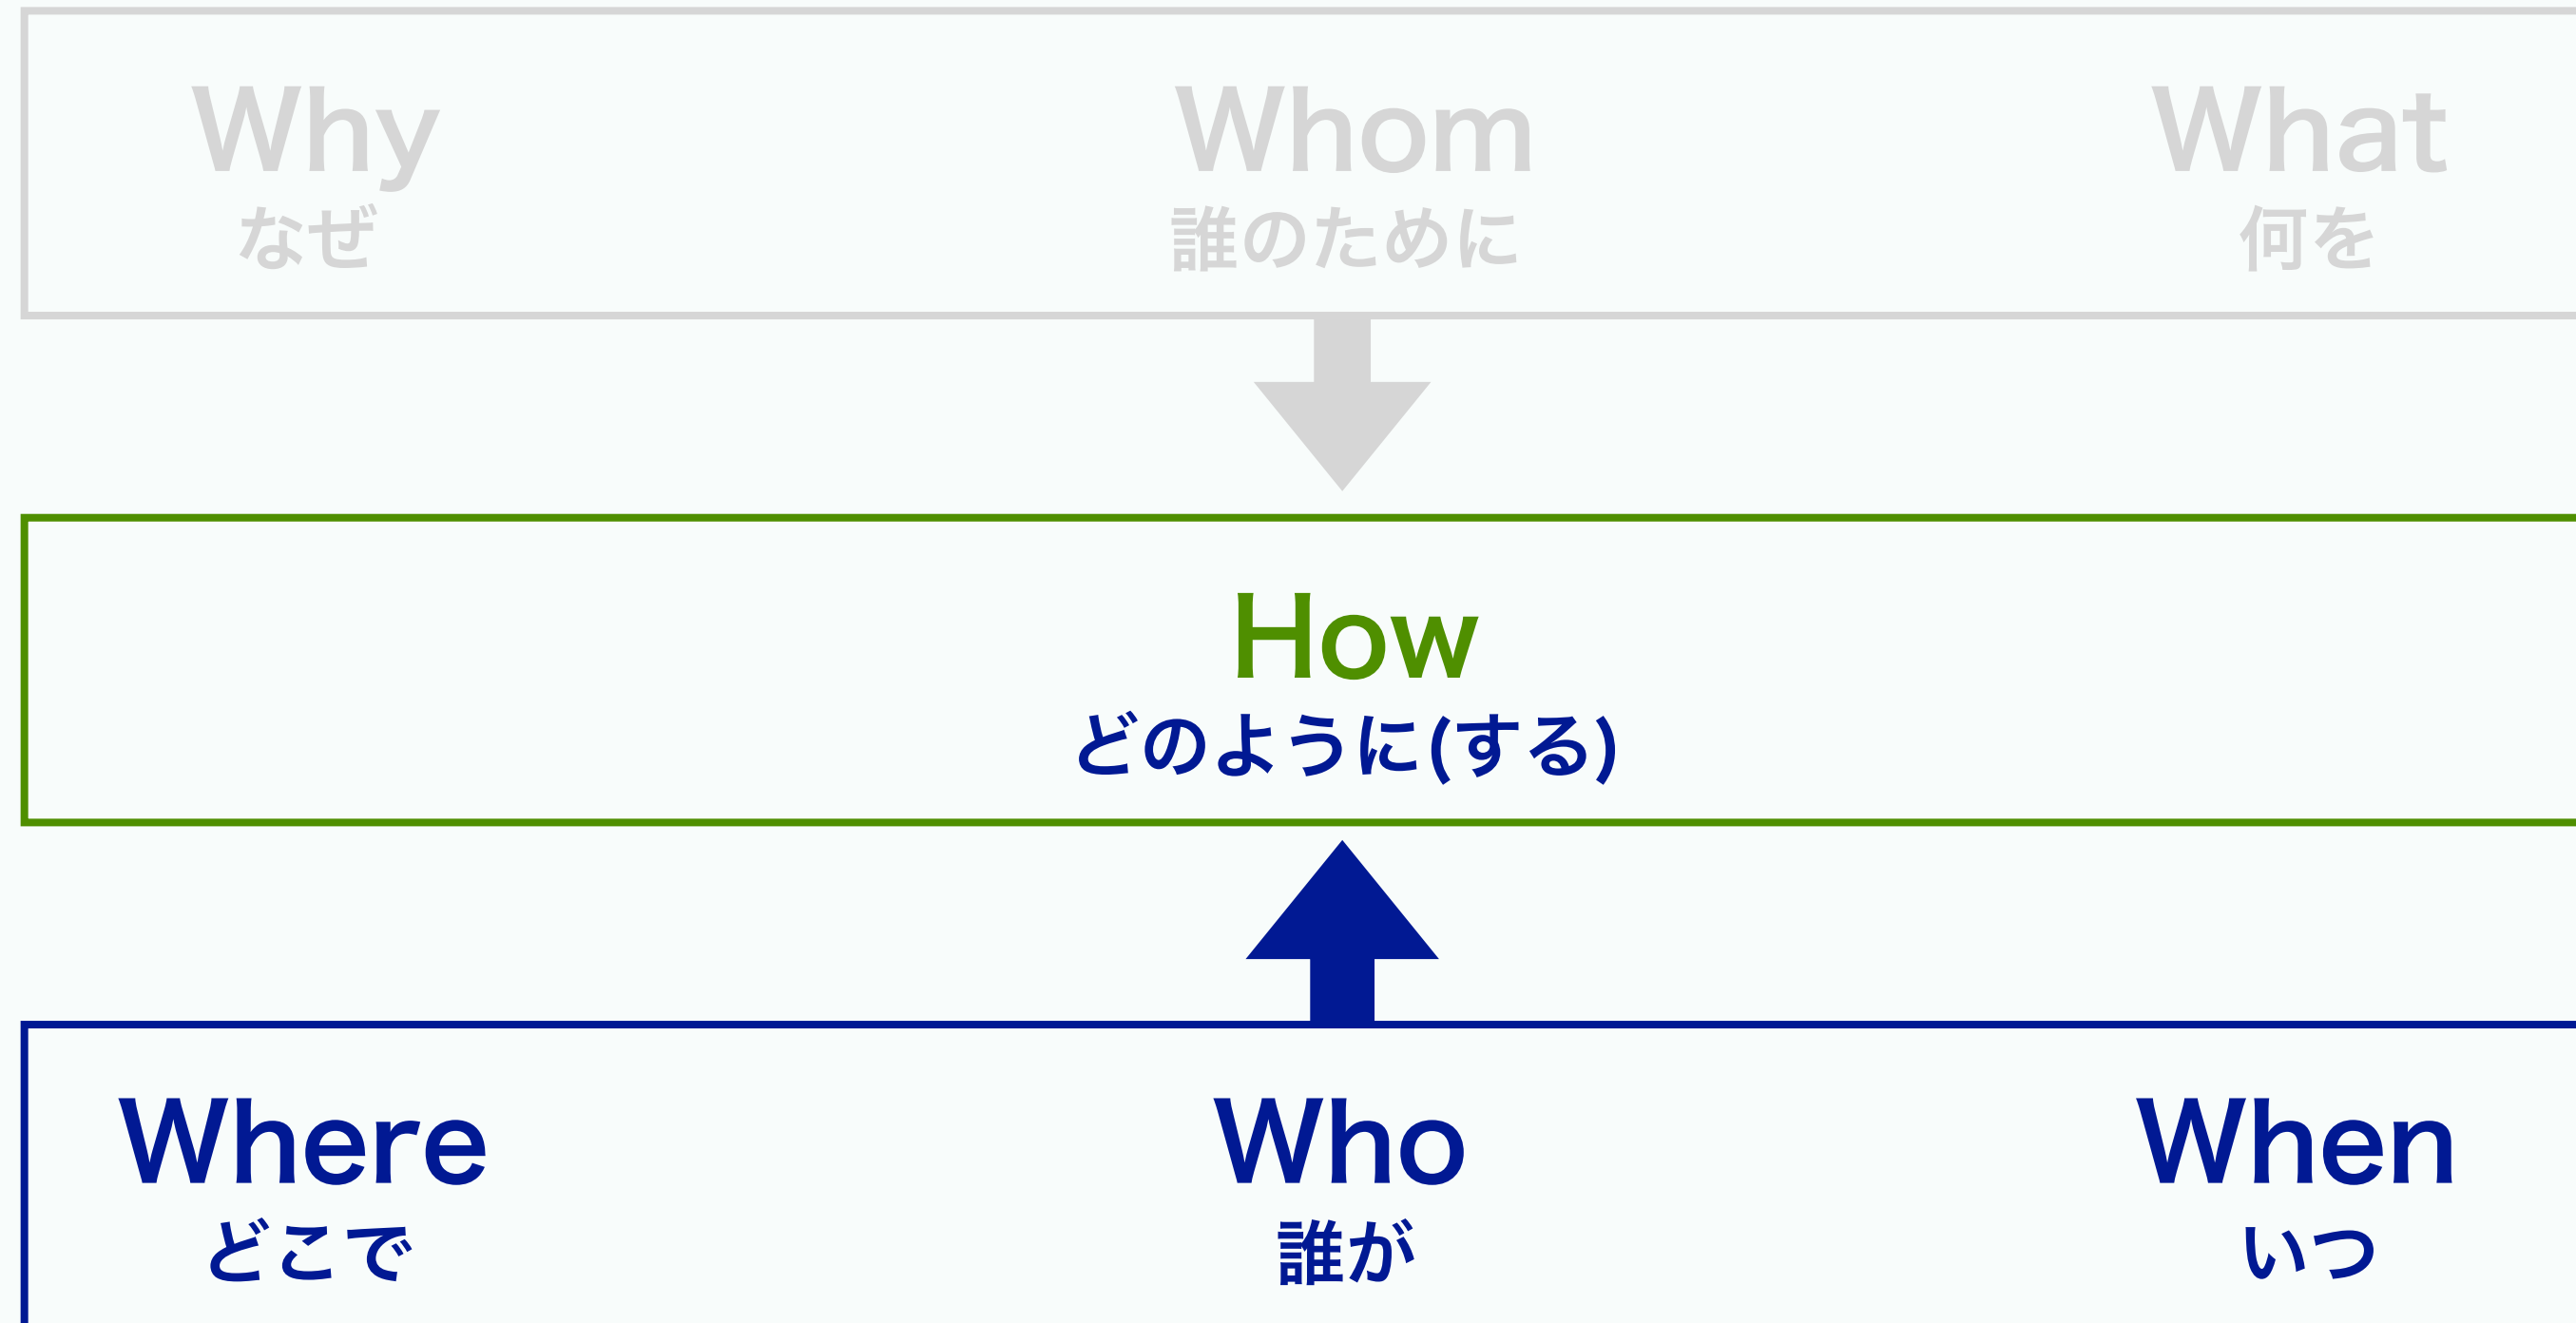 Why Whom What
なぜ 誰のために 何を
How
どのように(する)
Where Who When
どこで 誰が いつ